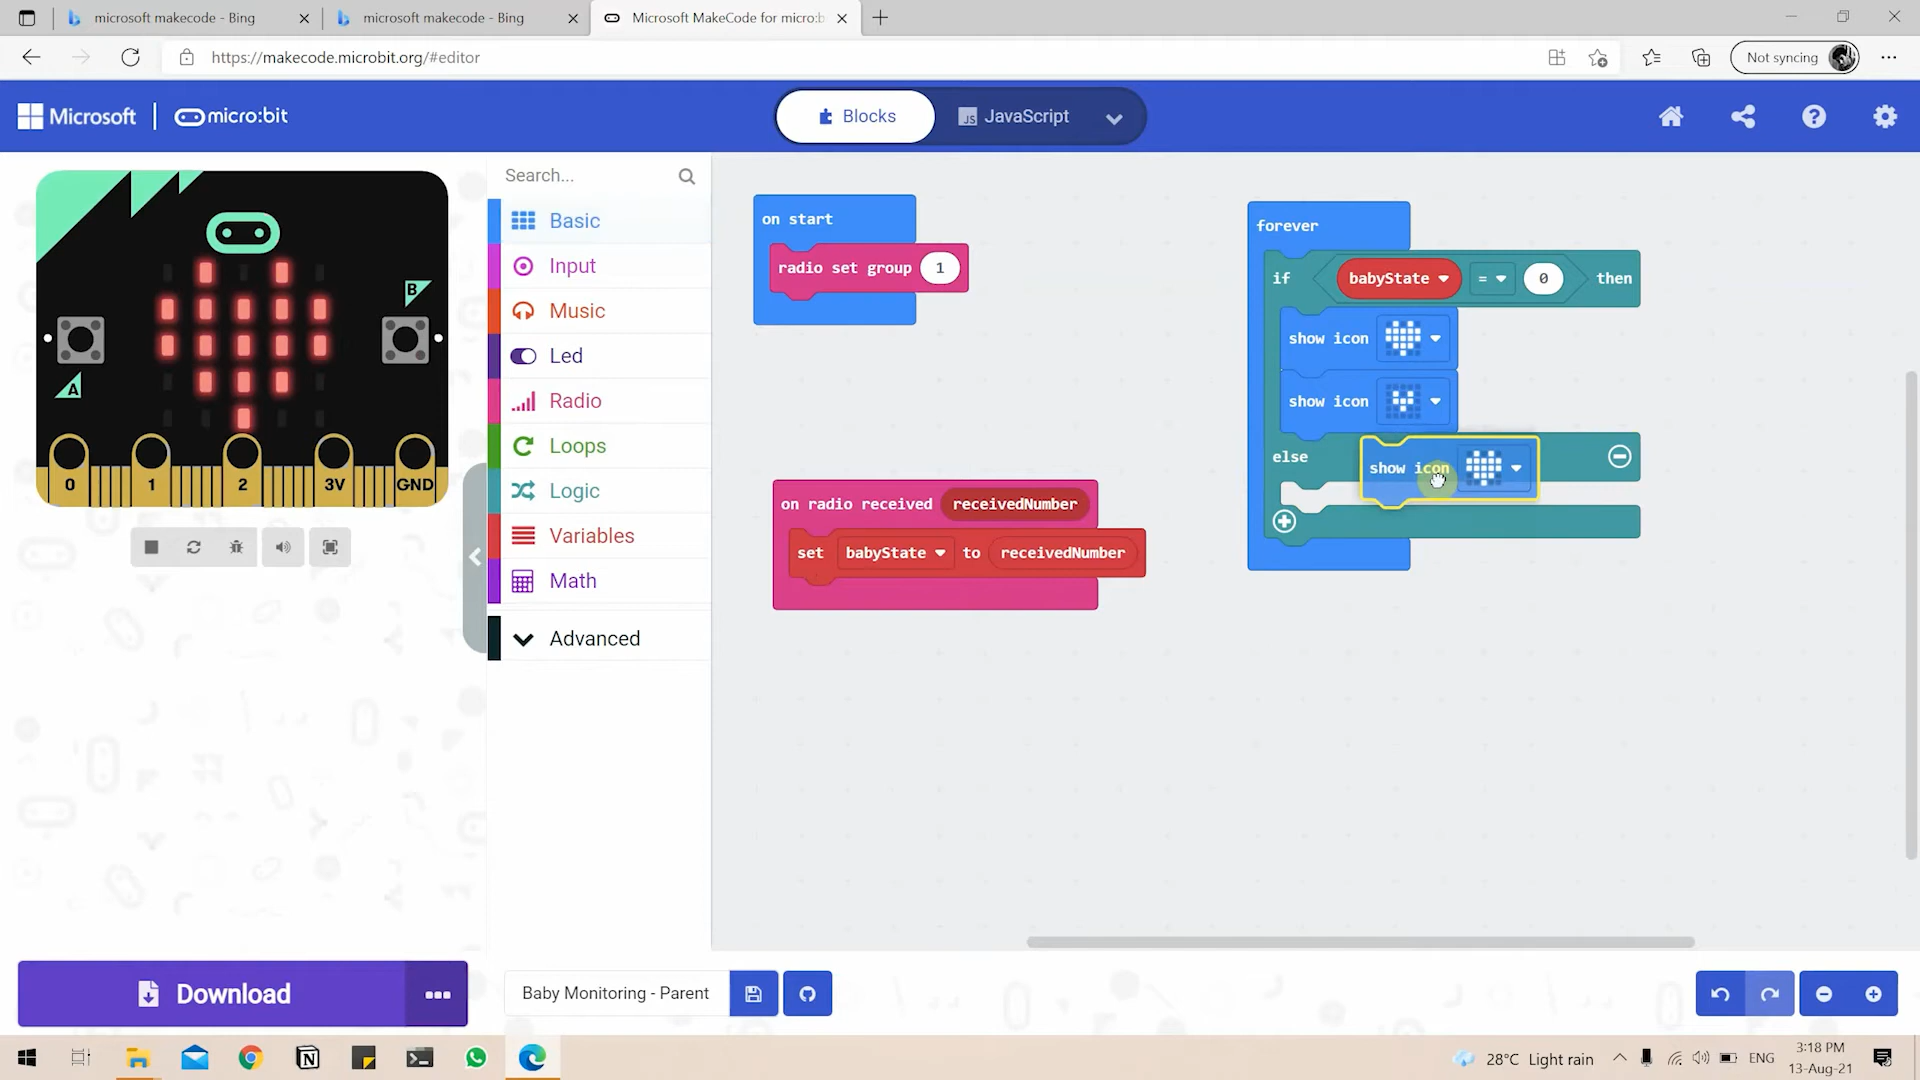 microsoft makecode - Bing
microsoft makecode - Bing
Microsoft MakeCode for micro:b
https://makecode.microbit.org/#editor
Not syncing
Microsoft
micro:bit
Blocks
JS JavaScript
Search...
Basic
Input
Music
Led
Radio
Loops
Logic
Variables
Math
Advanced
A
B
0 1 2 3V GND
on start
radio set group 1
on radio received receivedNumber
set babyState to receivedNumber
forever
if babyState = 0 then
show icon
show icon
else
show icon
Download
Baby Monitoring - Parent
28°C Light rain
ENG
3:18 PM
13-Aug-21